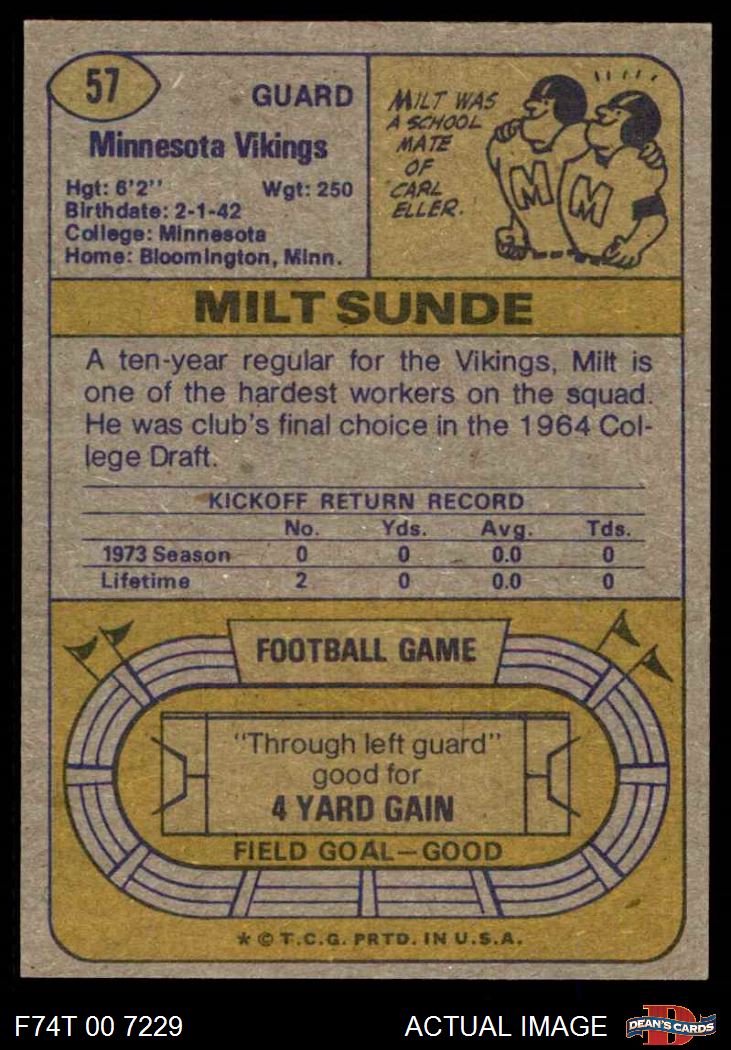 57
GUARD
Minnesota Vikings
Hgt: 6'2'' Wgt: 250
Birthdate: 2-1-42
College: Minnesota
Home: Bloomington, Minn.
MILT WAS
A SCHOOL
MATE
OF
CARL
ELLER.
M M
MILT SUNDE
A ten-year regular for the Vikings, Milt is
one of the hardest workers on the squad.
He was club's final choice in the 1964 Col-
lege Draft.
KICKOFF RETURN RECORD
No. Yds. Avg. Tds.
1973 Season 0 0 0.0 0
Lifetime 2 0 0.0 0
FOOTBALL GAME
"Through left guard"
good for
4 YARD GAIN
FIELD GOAL—GOOD
* © T.C.G. PRTD. IN U.S.A.
F74T 00 7229 ACTUAL IMAGE
D
DEAN'S CARDS